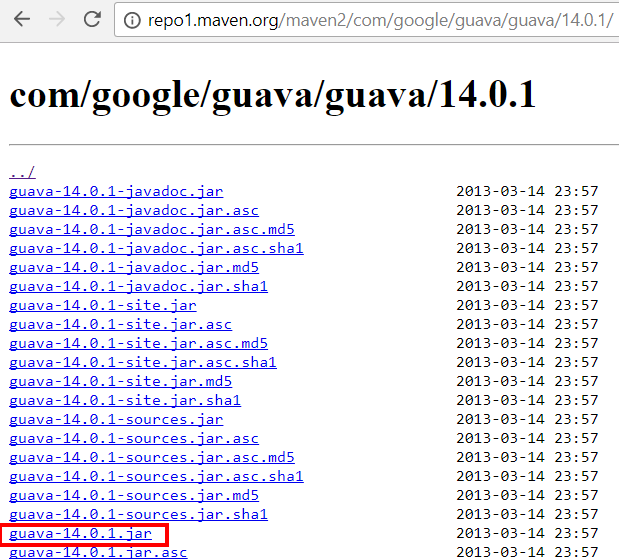 repo1.maven.org/maven2/com/google/guava/guava/14.0.1/
com/google/guava/guava/14.0.1
../
guava-14.0.1-javadoc.jar 2013-03-14 23:57
guava-14.0.1-javadoc.jar.asc 2013-03-14 23:57
guava-14.0.1-javadoc.jar.asc.md5 2013-03-14 23:57
guava-14.0.1-javadoc.jar.asc.sha1 2013-03-14 23:57
guava-14.0.1-javadoc.jar.md5 2013-03-14 23:57
guava-14.0.1-javadoc.jar.sha1 2013-03-14 23:57
guava-14.0.1-site.jar 2013-03-14 23:57
guava-14.0.1-site.jar.asc 2013-03-14 23:57
guava-14.0.1-site.jar.asc.md5 2013-03-14 23:57
guava-14.0.1-site.jar.asc.sha1 2013-03-14 23:57
guava-14.0.1-site.jar.md5 2013-03-14 23:57
guava-14.0.1-site.jar.sha1 2013-03-14 23:57
guava-14.0.1-sources.jar 2013-03-14 23:57
guava-14.0.1-sources.jar.asc 2013-03-14 23:57
guava-14.0.1-sources.jar.asc.md5 2013-03-14 23:57
guava-14.0.1-sources.jar.asc.sha1 2013-03-14 23:57
guava-14.0.1-sources.jar.md5 2013-03-14 23:57
guava-14.0.1-sources.jar.sha1 2013-03-14 23:57
guava-14.0.1.jar 2013-03-14 23:57
guava-14.0.1.jar.asc 2013-03-14 23:57